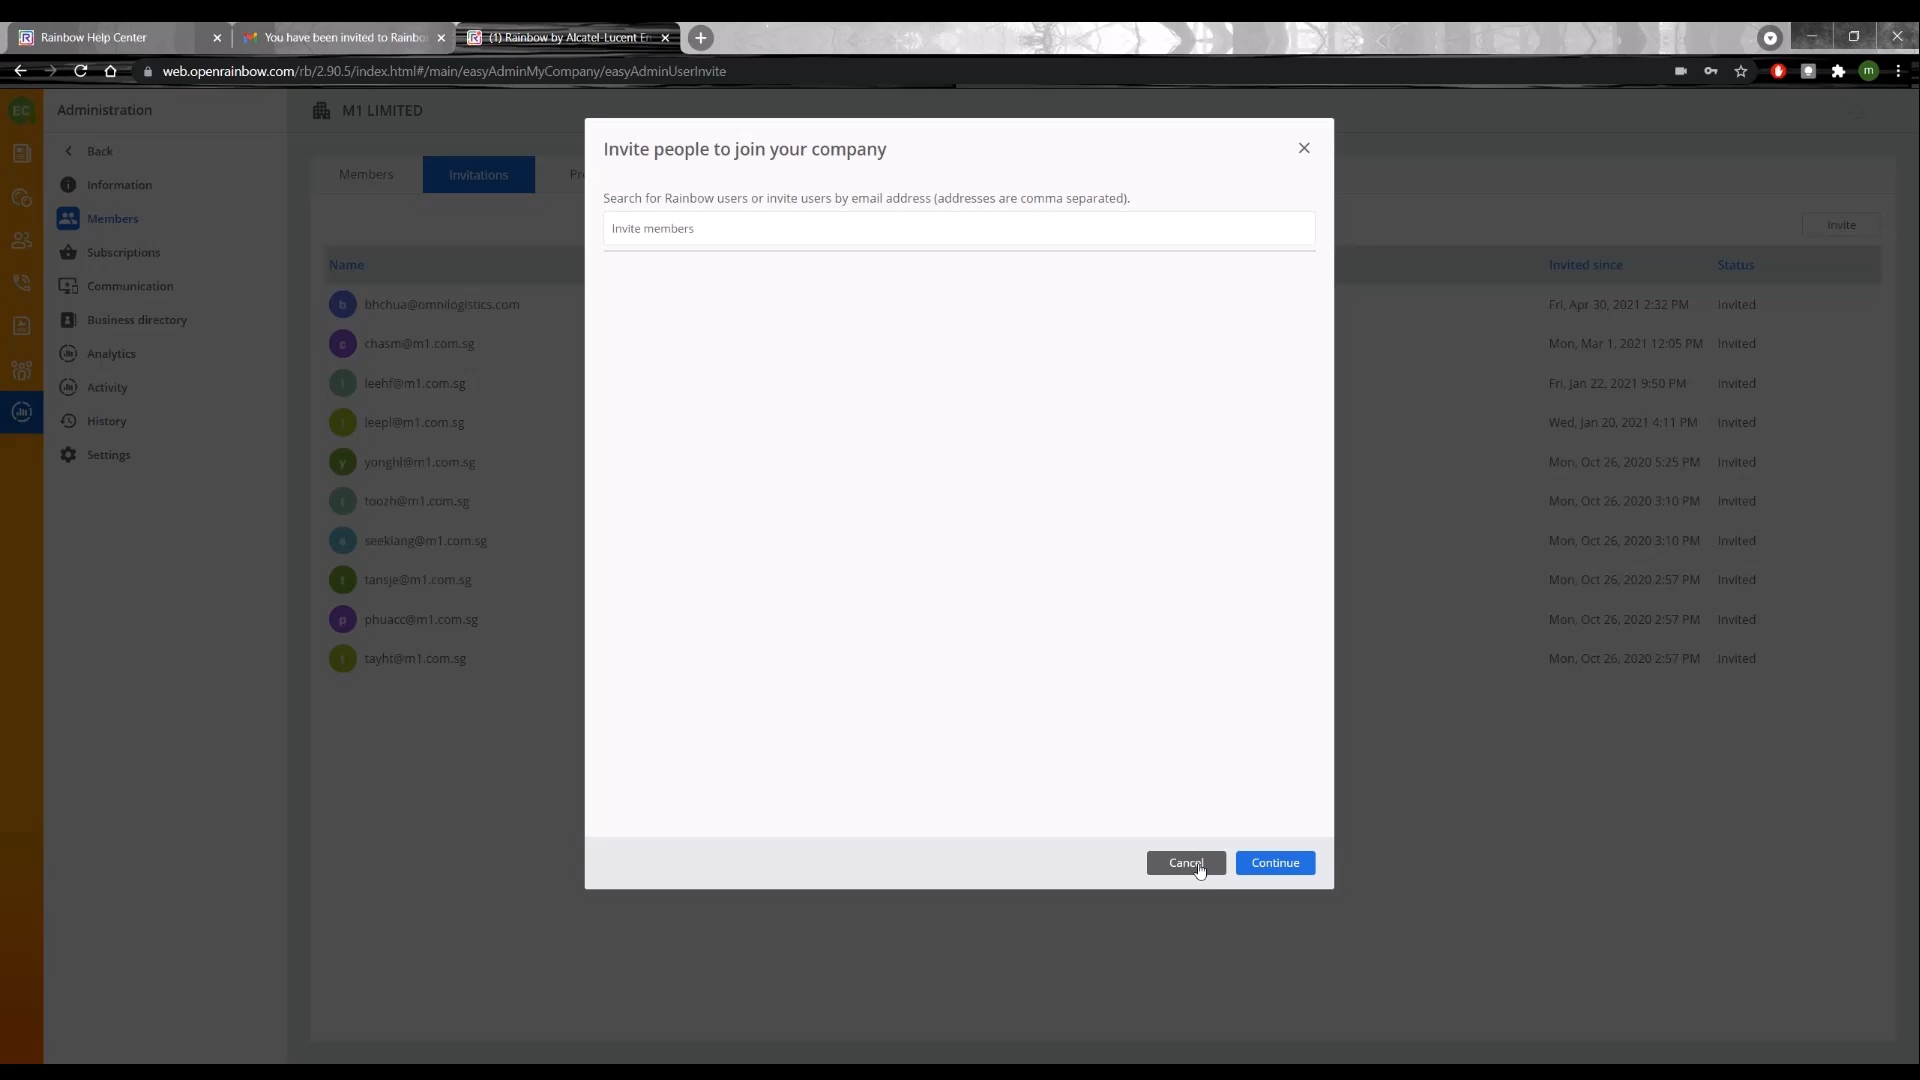 Rainbow Help Center
You have been invited to Rainbo
(1) Rainbow by Alcatel-Lucent En
web.openrainbow.com/rb/2.90.5/index.html#/main/easyAdminMyCompany/easyAdminUserInvite
m
EC
Administration
M1 LIMITED
Back
Information
Members
Subscriptions
Communication
Business directory
Analytics
Activity
History
Settings
Members
Invitations
Pr
Invite
Name
Invited since
Status
b bhchua@omnilogistics.com Fri, Apr 30, 2021 2:32 PM Invited
c chasm@m1.com.sg Mon, Mar 1, 2021 12:05 PM Invited
l leehf@m1.com.sg Fri, Jan 22, 2021 9:50 PM Invited
l leepl@m1.com.sg Wed, Jan 20, 2021 4:11 PM Invited
y yonghl@m1.com.sg Mon, Oct 26, 2020 5:25 PM Invited
t toozh@m1.com.sg Mon, Oct 26, 2020 3:10 PM Invited
s seekiang@m1.com.sg Mon, Oct 26, 2020 3:10 PM Invited
t tansje@m1.com.sg Mon, Oct 26, 2020 2:57 PM Invited
p phuacc@m1.com.sg Mon, Oct 26, 2020 2:57 PM Invited
t tayht@m1.com.sg Mon, Oct 26, 2020 2:57 PM Invited
Invite people to join your company
Search for Rainbow users or invite users by email address (addresses are comma separated).
Invite members
Cancel
Continue